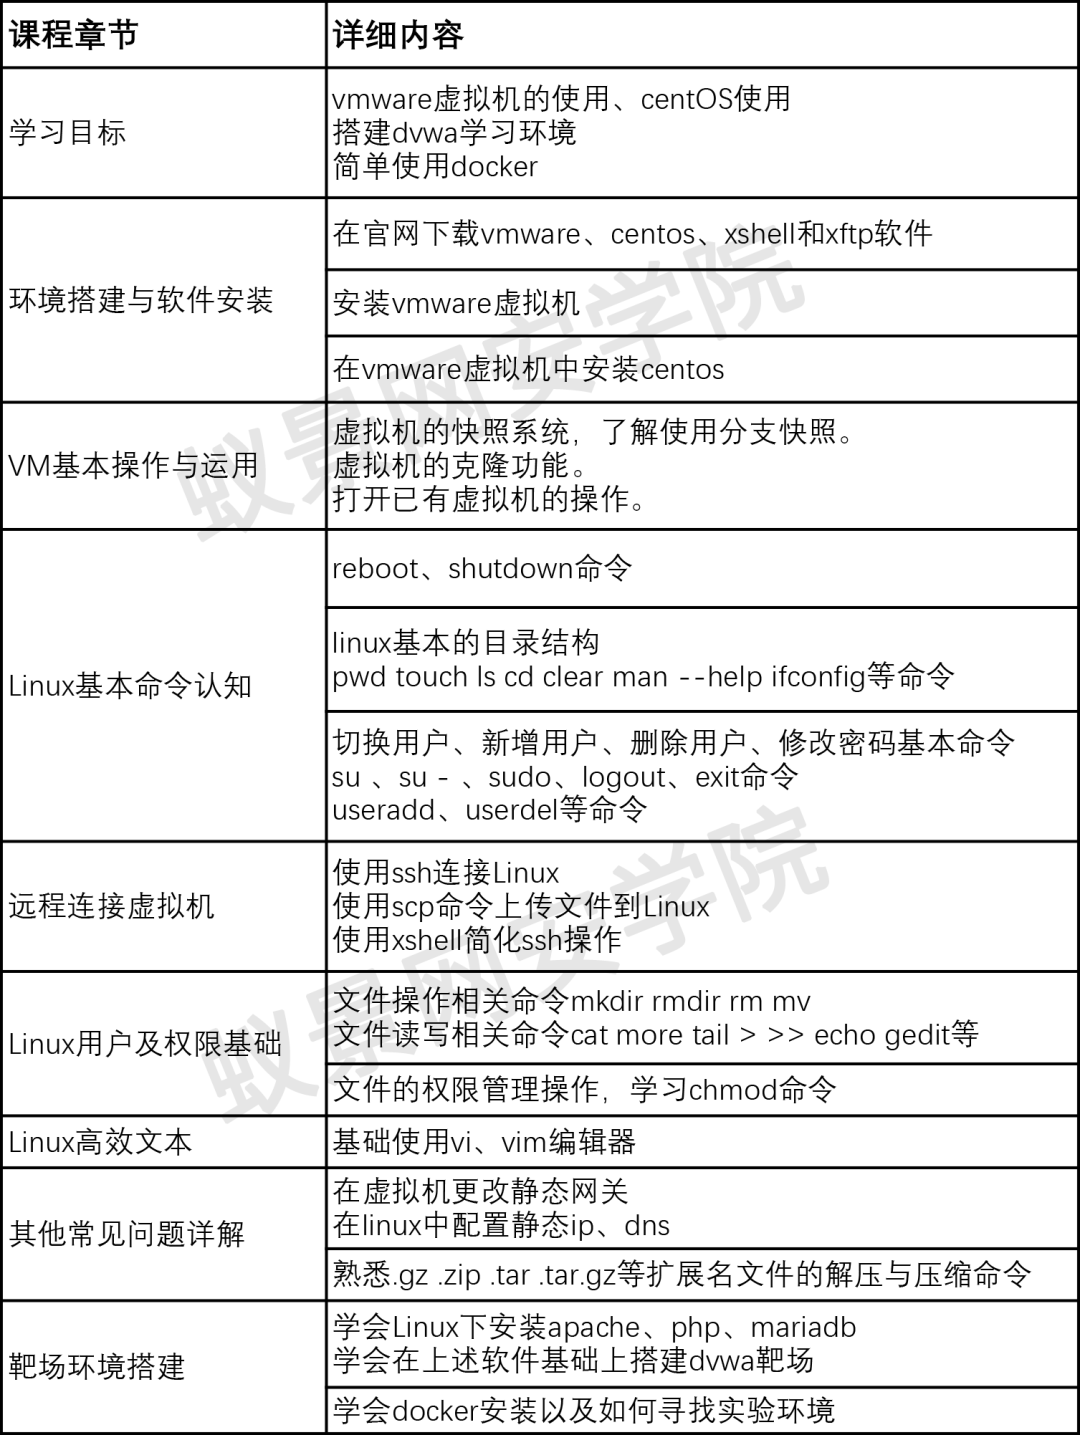 课程章节
详细内容
学习目标
vmware虚拟机的使用、centOS使用
搭建dvwa学习环境
简单使用docker
环境搭建与软件安装
在官网下载vmware、centos、xshell和xftp软件
安装vmware虚拟机
在vmware虚拟机中安装centos
VM基本操作与运用
虚拟机的快照系统，了解使用分支快照。
虚拟机的克隆功能。
打开已有虚拟机的操作。
Linux基本命令认知
reboot、shutdown命令
linux基本的目录结构
pwd touch ls cd clear man --help ifconfig等命令
切换用户、新增用户、删除用户、修改密码基本命令
su 、su - 、sudo、logout、exit命令
useradd、userdel等命令
远程连接虚拟机
使用ssh连接Linux
使用scp命令上传文件到Linux
使用xshell简化ssh操作
Linux用户及权限基础
文件操作相关命令mkdir rmdir rm mv
文件读写相关命令cat more tail > >> echo gedit等
文件的权限管理操作，学习chmod命令
Linux高效文本
基础使用vi、vim编辑器
其他常见问题详解
在虚拟机更改静态网关
在linux中配置静态ip、dns
熟悉.gz .zip .tar .tar.gz等扩展名文件的解压与压缩命令
靶场环境搭建
学会Linux下安装apache、php、mariadb
学会在上述软件基础上搭建dvwa靶场
学会docker安装以及如何寻找实验环境
蚁景网安学院
蚁景网安学院